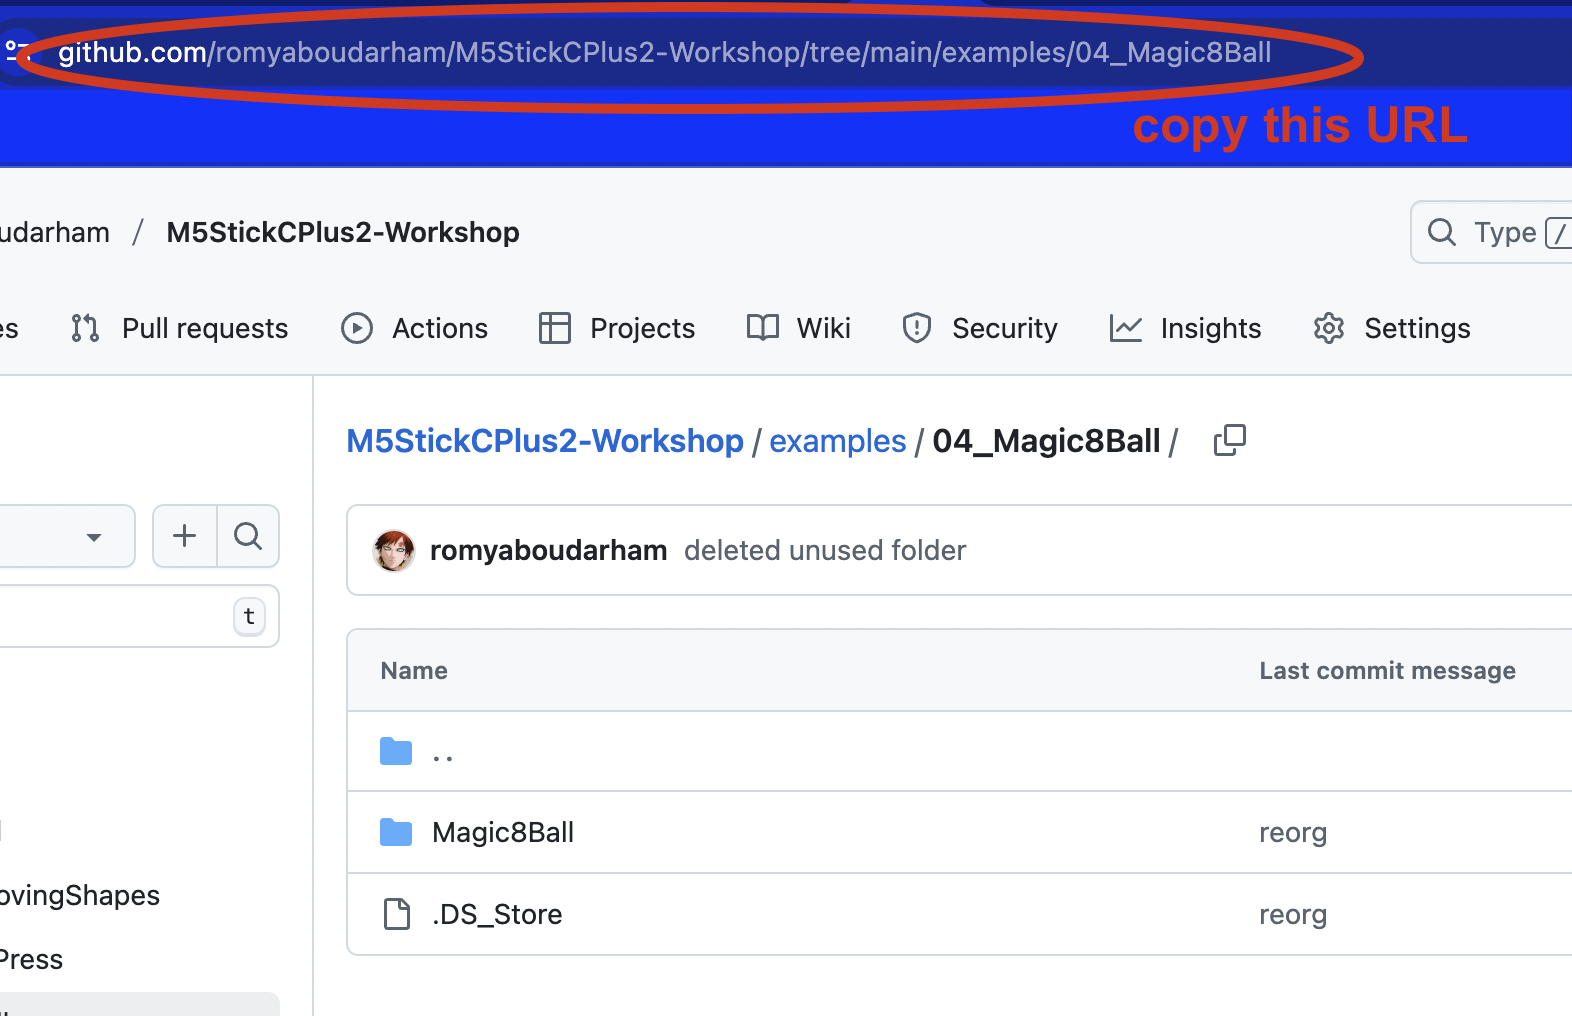 github.com/romyaboudarham/M5StickCPlus2-Workshop/tree/main/examples/04_Magic8Ball
copy this URL
udarham / M5StickCPlus2-Workshop
Type /
es Pull requests Actions Projects Wiki Security Insights Settings
M5StickCPlus2-Workshop / examples / 04_Magic8Ball /
romyaboudarham deleted unused folder
t
Name Last commit message
..
Magic8Ball reorg
ovingShapes
.DS_Store reorg
Press